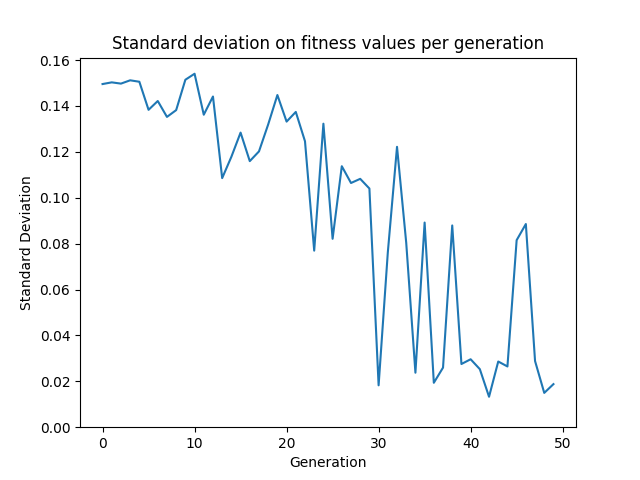 Standard deviation on fitness values per generation
0.16
0.14
0.12
0.10
0.08
0.06
0.04
0.02
0.00
Standard Deviation
0 10 20 30 40 50
Generation